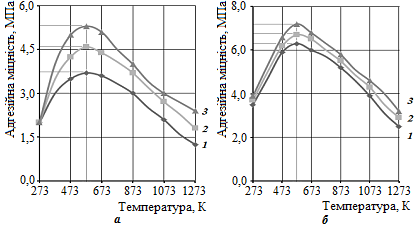 Адгезійна міцність, МПа
6,0
4,5
3,0
1,5
0,0
273 473 673 873 1073 1273
Температура, К
3
2
1
а
Адгезійна міцність, МПа
8,0
6,0
4,0
2,0
0,0
273 473 673 873 1073 1273
Температура, К
3
2
1
б